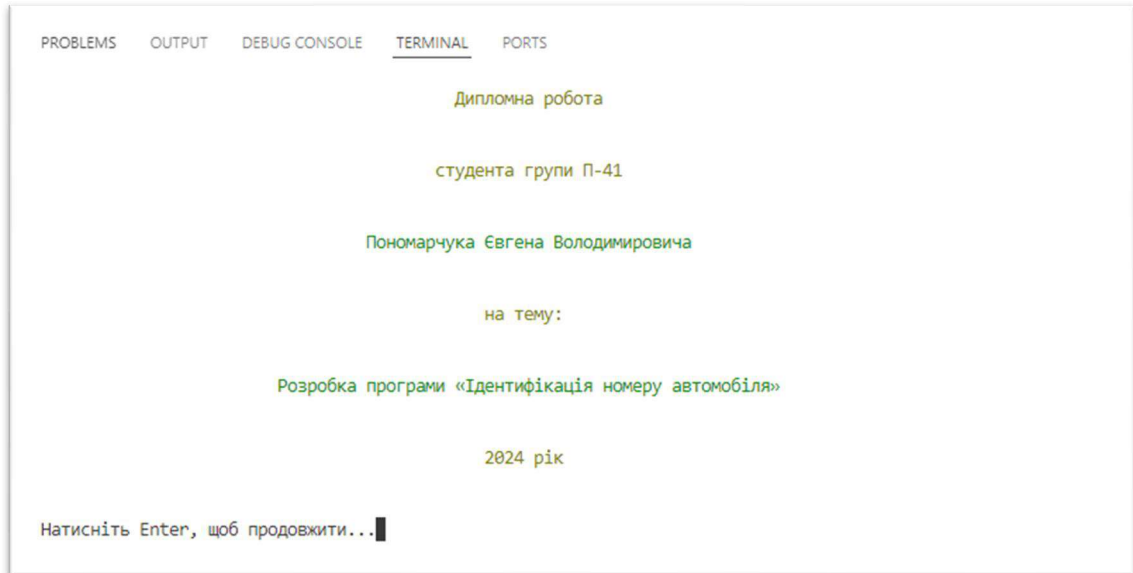 PROBLEMS OUTPUT DEBUG CONSOLE TERMINAL PORTS
Дипломна робота
студента групи П-41
Пономарчука Євгена Володимировича
на тему:
Розробка програми «Ідентифікація номеру автомобіля»
2024 рік
Натисніть Enter, щоб продовжити...